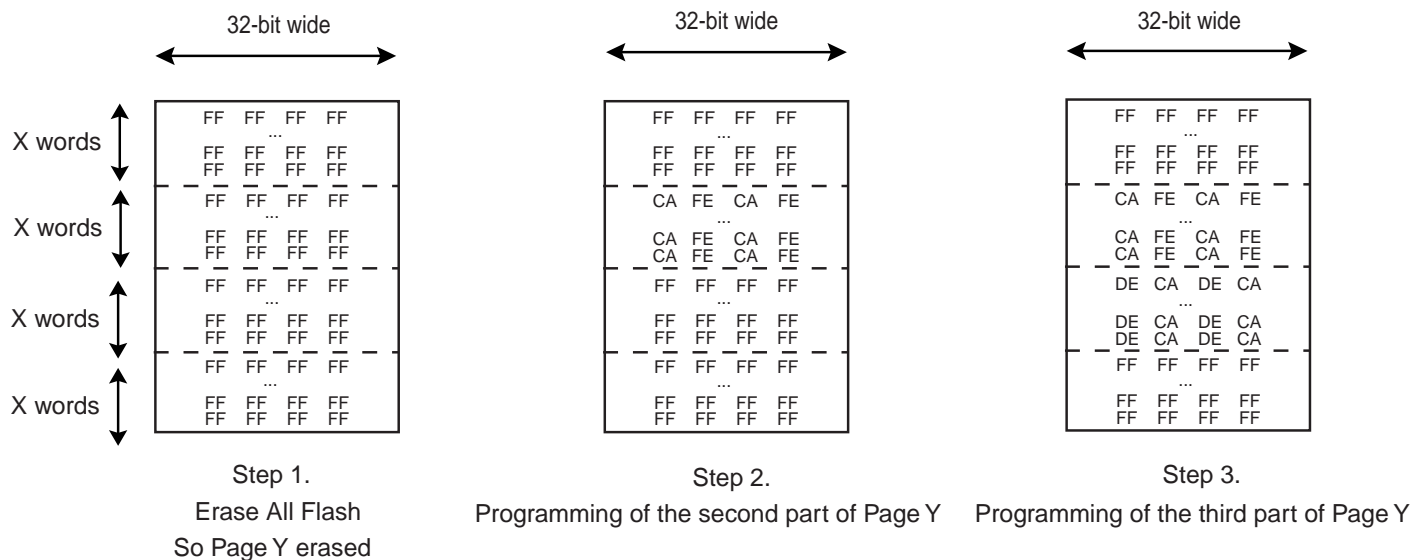 32-bit wide
32-bit wide
32-bit wide
X words
FF FF FF FF
...
FF FF FF FF
FF FF FF FF
X words
FF FF FF FF
...
FF FF FF FF
FF FF FF FF
X words
FF FF FF FF
...
FF FF FF FF
FF FF FF FF
X words
FF FF FF FF
...
FF FF FF FF
FF FF FF FF
Step 1.
Erase All Flash
So Page Y erased
FF FF FF FF
...
FF FF FF FF
FF FF FF FF
CA FE CA FE
...
CA FE CA FE
CA FE CA FE
FF FF FF FF
...
FF FF FF FF
FF FF FF FF
FF FF FF FF
...
FF FF FF FF
FF FF FF FF
Step 2.
Programming of the second part of Page Y
FF FF FF FF
...
FF FF FF FF
FF FF FF FF
CA FE CA FE
...
CA FE CA FE
CA FE CA FE
DE CA DE CA
...
DE CA DE CA
DE CA DE CA
FF FF FF FF
...
FF FF FF FF
FF FF FF FF
Step 3.
Programming of the third part of Page Y